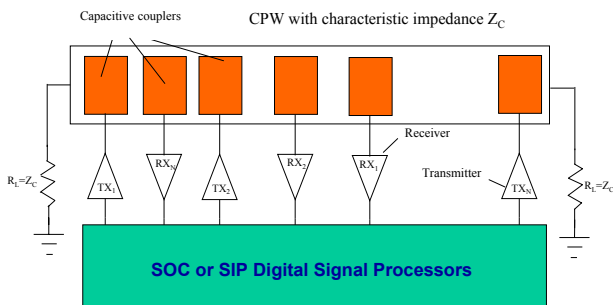 Capacitive couplers
CPW with characteristic impedance Z_C
Receiver
Transmitter
R_L=Z_C
TX_1
RX_N
TX_2
RX_2
RX_1
TX_N
R_L=Z_C
SOC or SIP Digital Signal Processors